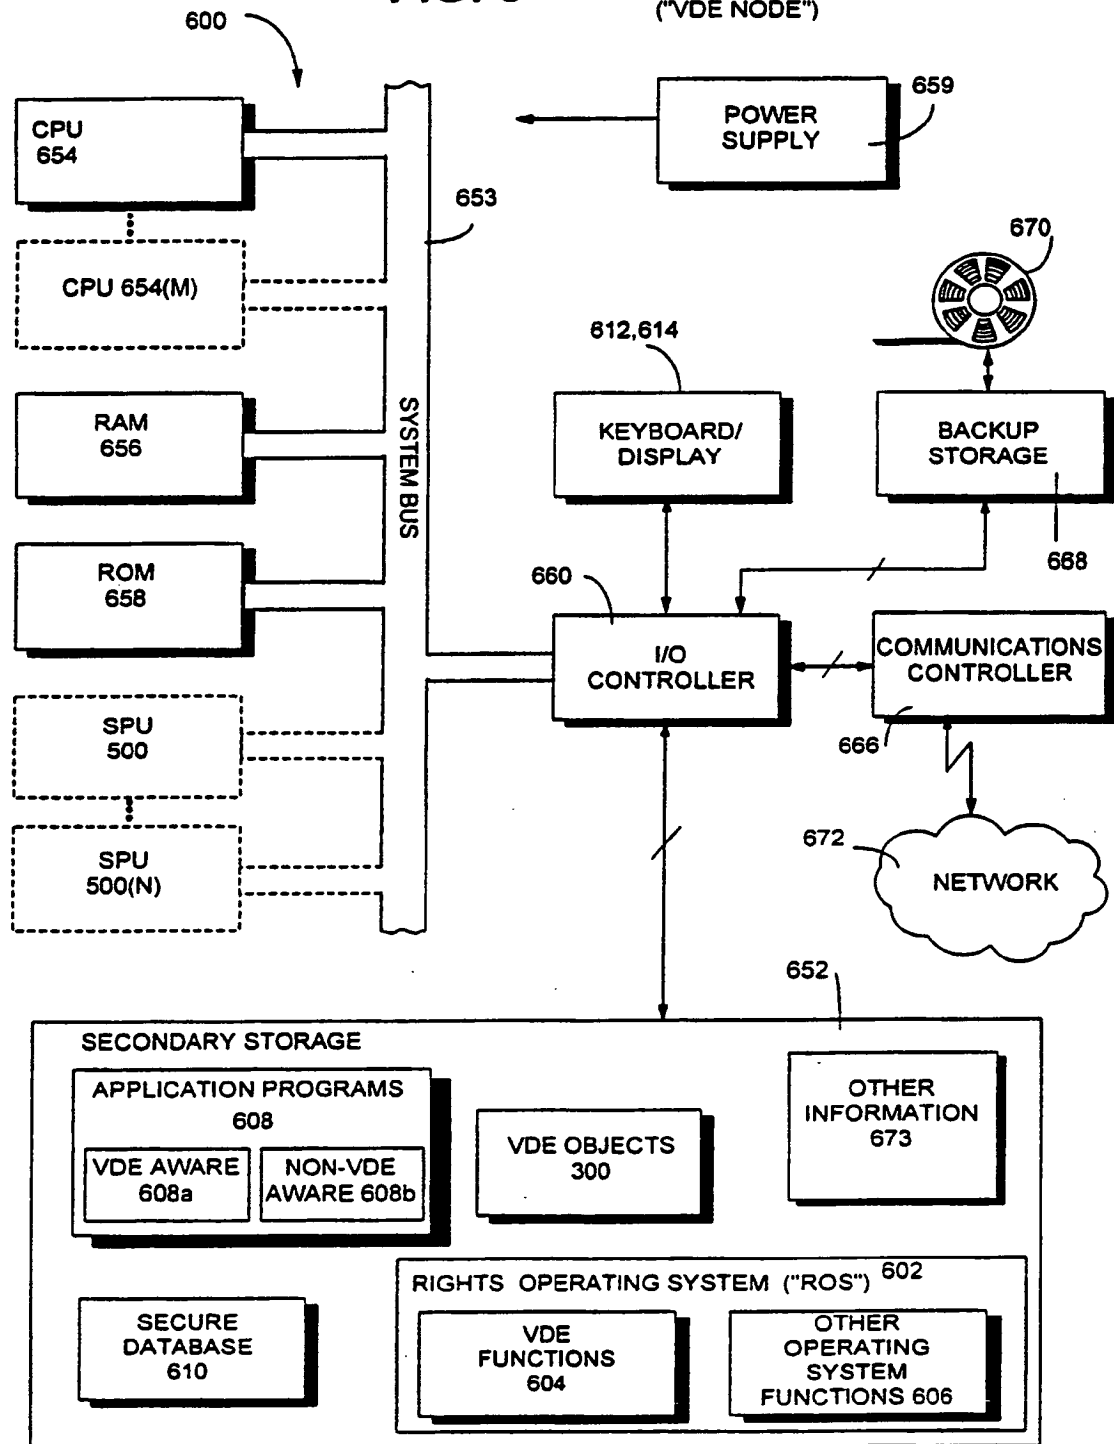 ("VDE NODE")
600
CPU
654
CPU 654(M)
RAM
656
ROM
658
SPU
500
SPU
500(N)
SYSTEM BUS
653
POWER
SUPPLY
659
670
612,614
KEYBOARD/
DISPLAY
BACKUP
STORAGE
668
660
I/O
CONTROLLER
COMMUNICATIONS
CONTROLLER
666
672
NETWORK
652
SECONDARY STORAGE
APPLICATION PROGRAMS
608
VDE AWARE
608a
NON-VDE
AWARE 608b
VDE OBJECTS
300
OTHER
INFORMATION
673
SECURE
DATABASE
610
RIGHTS OPERATING SYSTEM ("ROS") 602
VDE
FUNCTIONS
604
OTHER
OPERATING
SYSTEM
FUNCTIONS 606